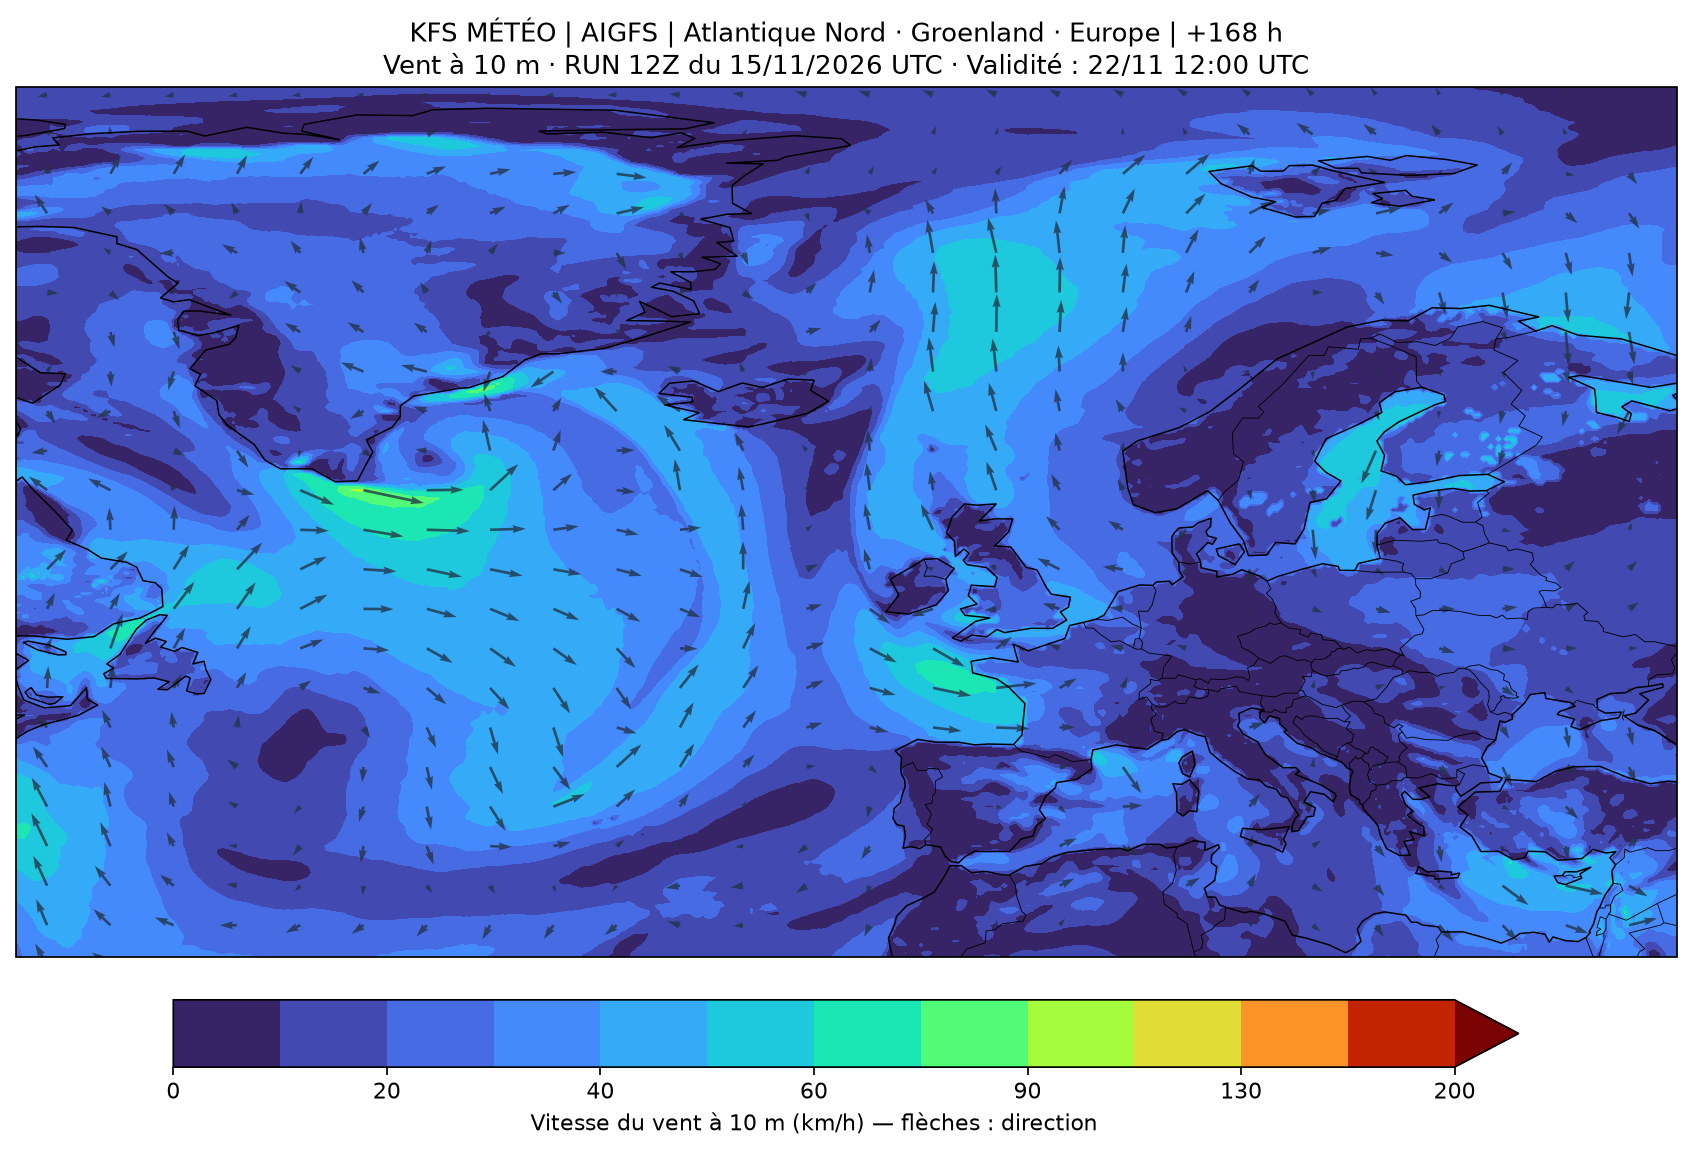 KFS MÉTÉO | AIGFS | Atlantique Nord · Groenland · Europe | +168 h
Vent à 10 m · RUN 12Z du 15/11/2026 UTC · Validité : 22/11 12:00 UTC
0 20 40 60 90 130 200
Vitesse du vent à 10 m (km/h) — flèches : direction